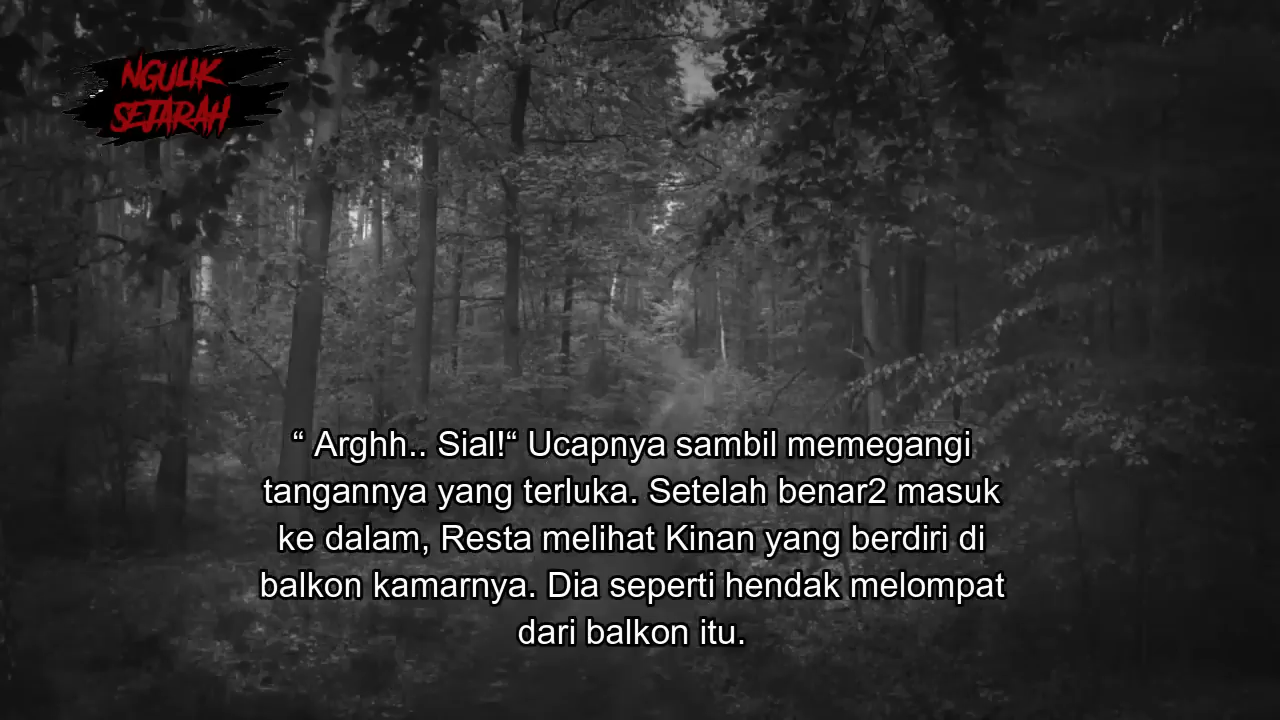 NGULIK
SEJARAH
“ Arghh.. Sial!“ Ucapnya sambil memegangi
tangannya yang terluka. Setelah benar2 masuk
ke dalam, Resta melihat Kinan yang berdiri di
balkon kamarnya. Dia seperti hendak melompat
dari balkon itu.